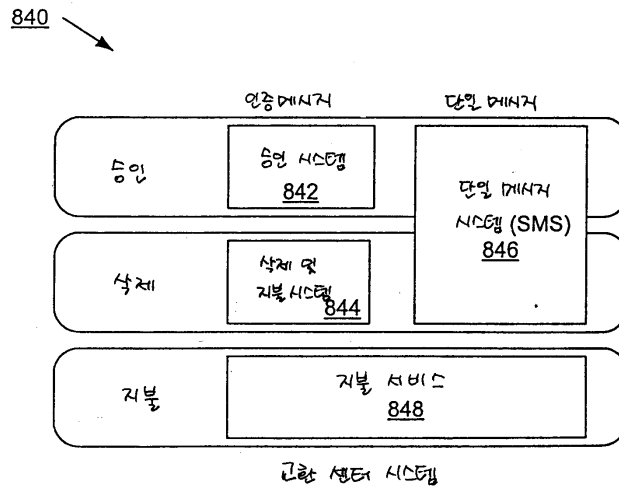 840
인증메시지
단일 메시지
승인
승인 시스템
842
단일 메시지
시스템 (SMS)
846
삭제
삭제 및
지불시스템
844
지불
지불 서비스
848
교환 센터 시스템